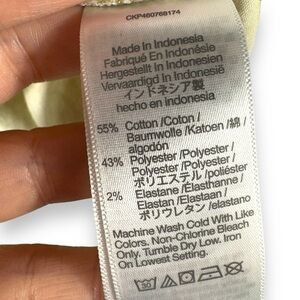 CKP460768174
Made In Indonesia
Fabriqué En Indonésie
Hergestellt In Indonesien
Vervaardigd In Indonesië
インドネシア製
hecho en Indonesia
55% Cotton /Coton /
Baumwolle /Katoen /綿 /
algodón
43% Polyester /Polyester /
Polyester /Polyester /
ポリエステル /poliéster
2% Elastane /Élasthanne /
Elastan /Elastaan /
ポリウレタン /elastano
Machine Wash Cold With Like
Colors. Non-Chlorine Bleach
Only. Tumble Dry Low. Iron
On Lowest Setting.
30